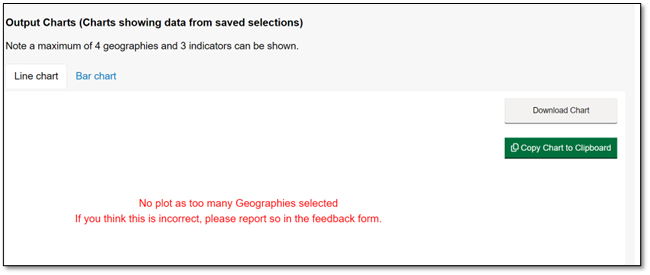 Output Charts (Charts showing data from saved selections)
Note a maximum of 4 geographies and 3 indicators can be shown.
Line chart Bar chart
Download Chart
Copy Chart to Clipboard
No plot as too many Geographies selected
If you think this is incorrect, please report so in the feedback form.